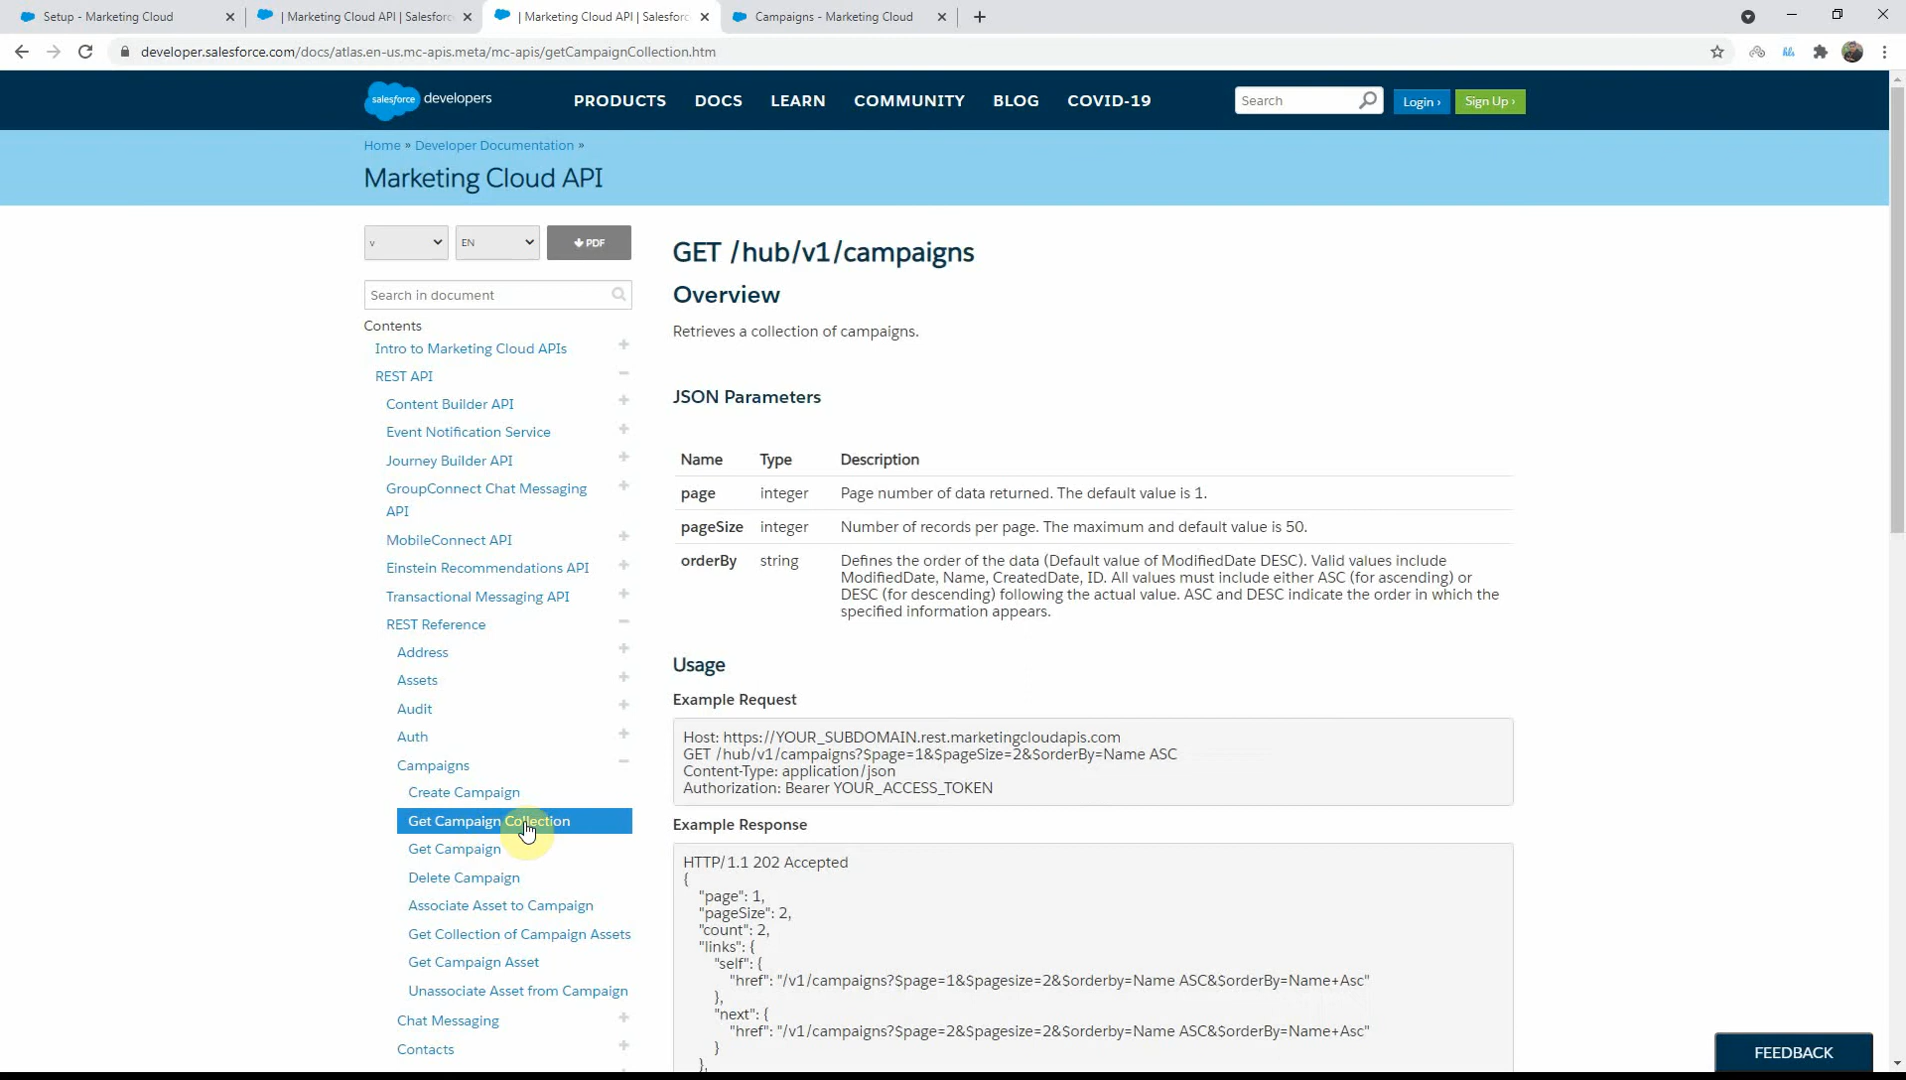 Setup - Marketing Cloud
| Marketing Cloud API | Salesforc
| Marketing Cloud API | Salesforc
Campaigns - Marketing Cloud
developer.salesforce.com/docs/atlas.en-us.mc-apis.meta/mc-apis/getCampaignCollection.htm
salesforce developers
PRODUCTS DOCS LEARN COMMUNITY BLOG COVID-19
Search
Login ›
Sign Up ›
Home » Developer Documentation »
Marketing Cloud API
v
EN
PDF
Search in document
Contents
Intro to Marketing Cloud APIs
REST API
Content Builder API
Event Notification Service
Journey Builder API
GroupConnect Chat Messaging
API
MobileConnect API
Einstein Recommendations API
Transactional Messaging API
REST Reference
Address
Assets
Audit
Auth
Campaigns
Create Campaign
Get Campaign Collection
Get Campaign
Delete Campaign
Associate Asset to Campaign
Get Collection of Campaign Assets
Get Campaign Asset
Unassociate Asset from Campaign
Chat Messaging
Contacts
GET /hub/v1/campaigns
Overview
Retrieves a collection of campaigns.
JSON Parameters
Name Type Description
page integer Page number of data returned. The default value is 1.
pageSize integer Number of records per page. The maximum and default value is 50.
orderBy string Defines the order of the data (Default value of ModifiedDate DESC). Valid values include
ModifiedDate, Name, CreatedDate, ID. All values must include either ASC (for ascending) or
DESC (for descending) following the actual value. ASC and DESC indicate the order in which the
specified information appears.
Usage
Example Request
Host: https://YOUR_SUBDOMAIN.rest.marketingcloudapis.com
GET /hub/v1/campaigns?$page=1&$pageSize=2&$orderBy=Name ASC
Content-Type: application/json
Authorization: Bearer YOUR_ACCESS_TOKEN
Example Response
HTTP/1.1 202 Accepted
{
"page": 1,
"pageSize": 2,
"count": 2,
"links": {
"self": {
"href": "/v1/campaigns?$page=1&$pagesize=2&$orderby=Name ASC&$orderBy=Name+Asc"
},
"next": {
"href": "/v1/campaigns?$page=2&$pagesize=2&$orderby=Name ASC&$orderBy=Name+Asc"
}
},
FEEDBACK